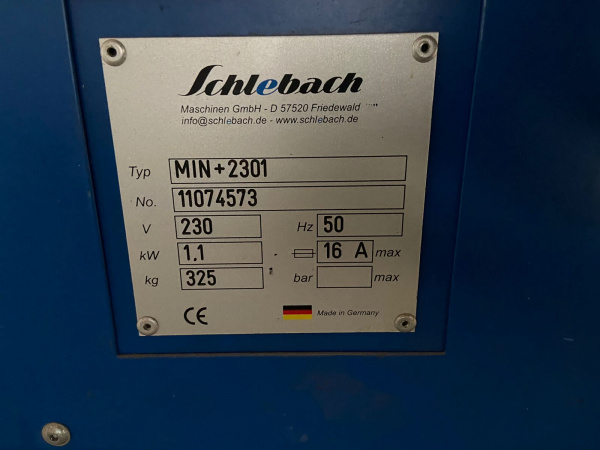 Schlebach
Maschinen GmbH - D 57520 Friedewald
info@schlebach.de - www.schlebach.de
Typ MIN+2301
No. 11074573
V 230 Hz 50
kW 1.1 16 A max
kg 325 bar max
CE Made in Germany